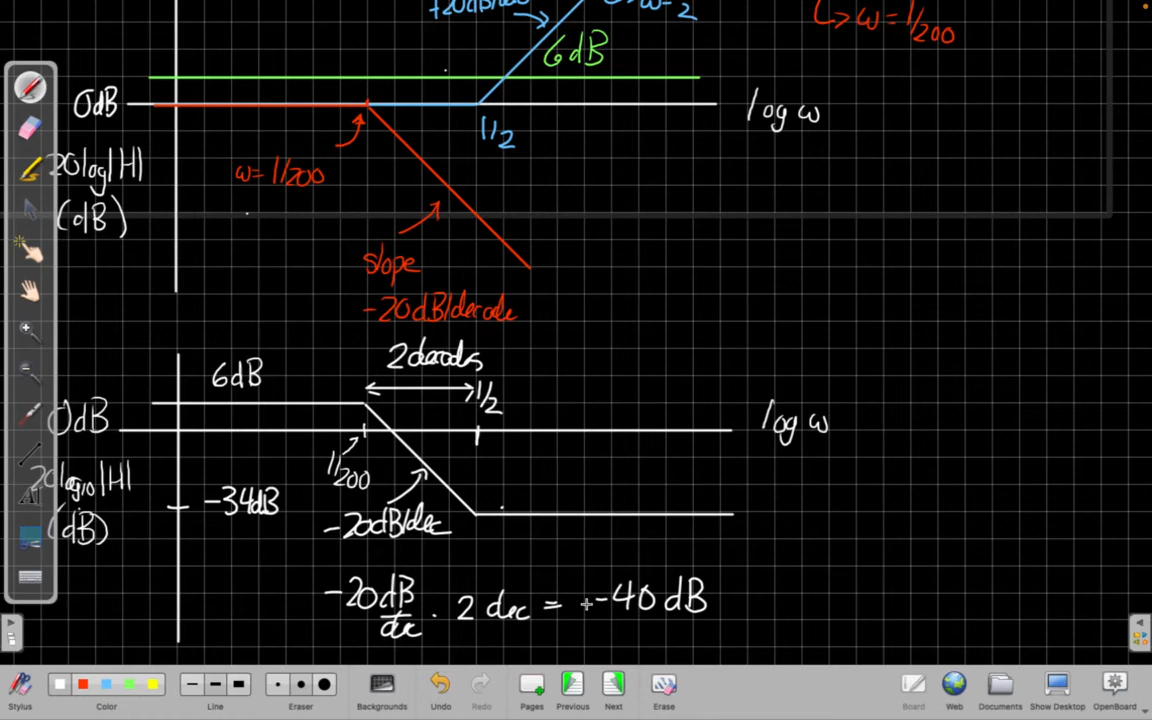 6dB
ω=1/200
0dB
log ω
1/2
20log|H|
(dB)
ω=1/200
slope
-20dB/decade
2 decades
6dB
1/2
0dB
log ω
1/200
20log10|H|
(dB)
-34dB
-20dB/dec
-20dB/dec · 2 dec = -40 dB
Stylus
Color
Line
Eraser
Backgrounds
Undo
Redo
Pages
Previous
Next
Erase
Board
Web
Documents
Show Desktop
OpenBoard